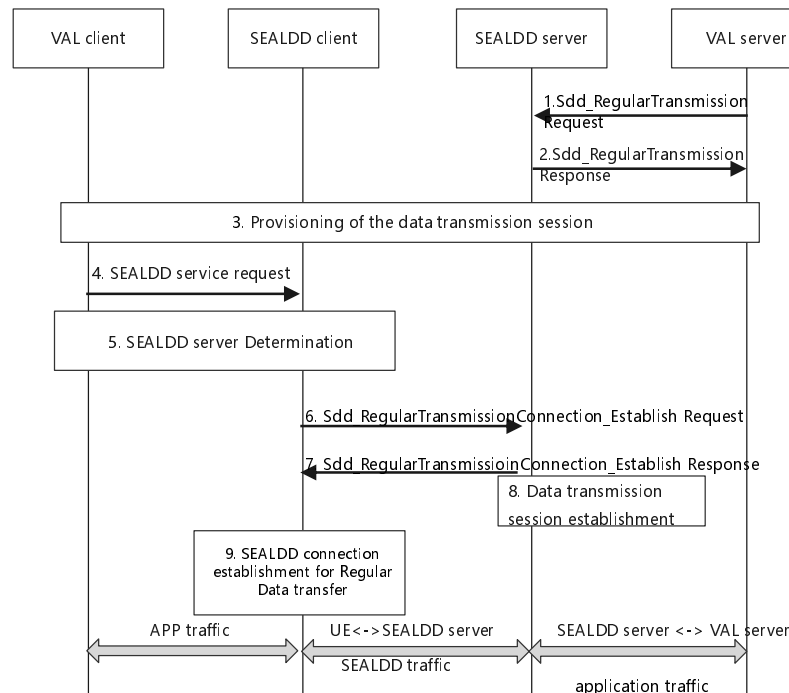 VAL client
SEALDD client
SEALDD server
VAL server
1.Sdd_RegularTransmission
Request
2.Sdd_RegularTransmission
Response
3. Provisioning of the data transmission session
4. SEALDD service request
5. SEALDD server Determination
6. Sdd_RegularTransmissionConnection_Establish Request
7. Sdd_RegularTransmissioinConnection_Establish Response
8. Data transmission
session establishment
9. SEALDD connection
establishment for Regular
Data transfer
APP traffic
UE<->SEALDD server
SEALDD traffic
SEALDD server <-> VAL server
application traffic